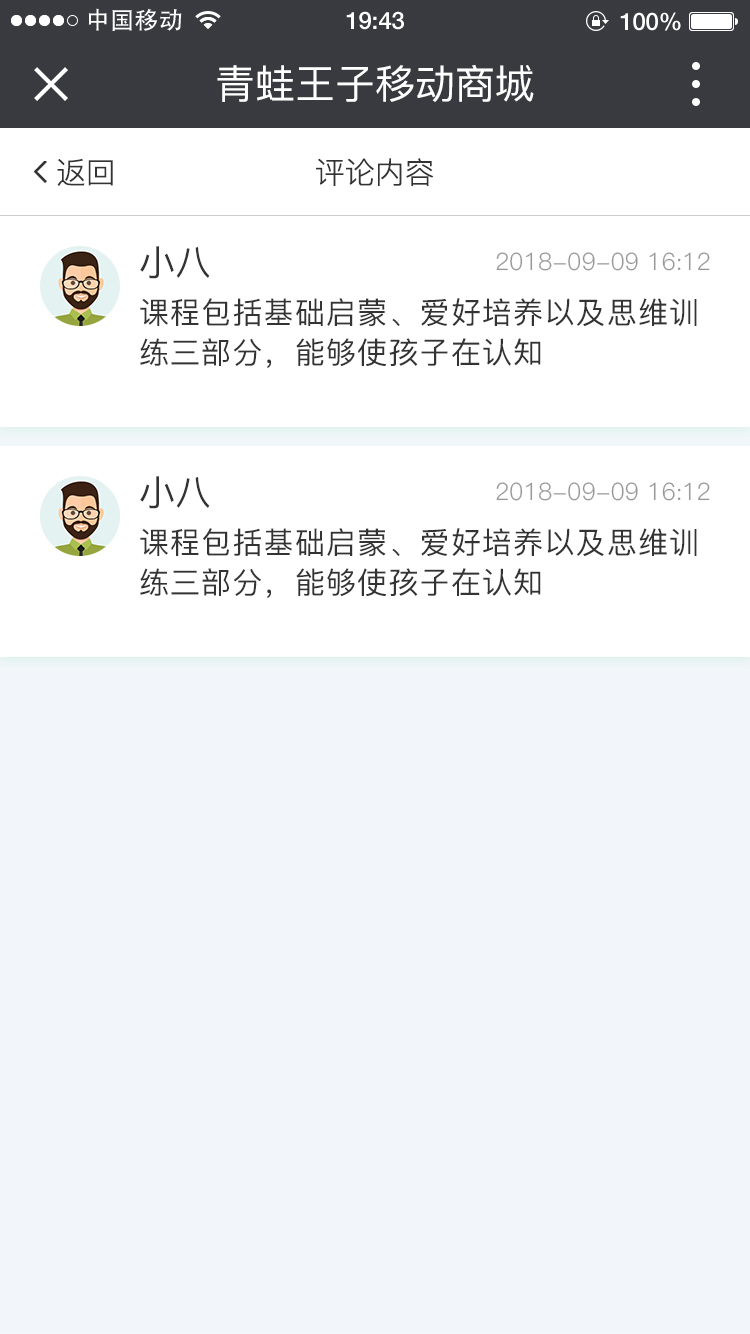 中国移动 19:43 100%
青蛙王子移动商城
返回 评论内容
小八 2018-09-09 16:12
课程包括基础启蒙、爱好培养以及思维训
练三部分，能够使孩子在认知
小八 2018-09-09 16:12
课程包括基础启蒙、爱好培养以及思维训
练三部分，能够使孩子在认知